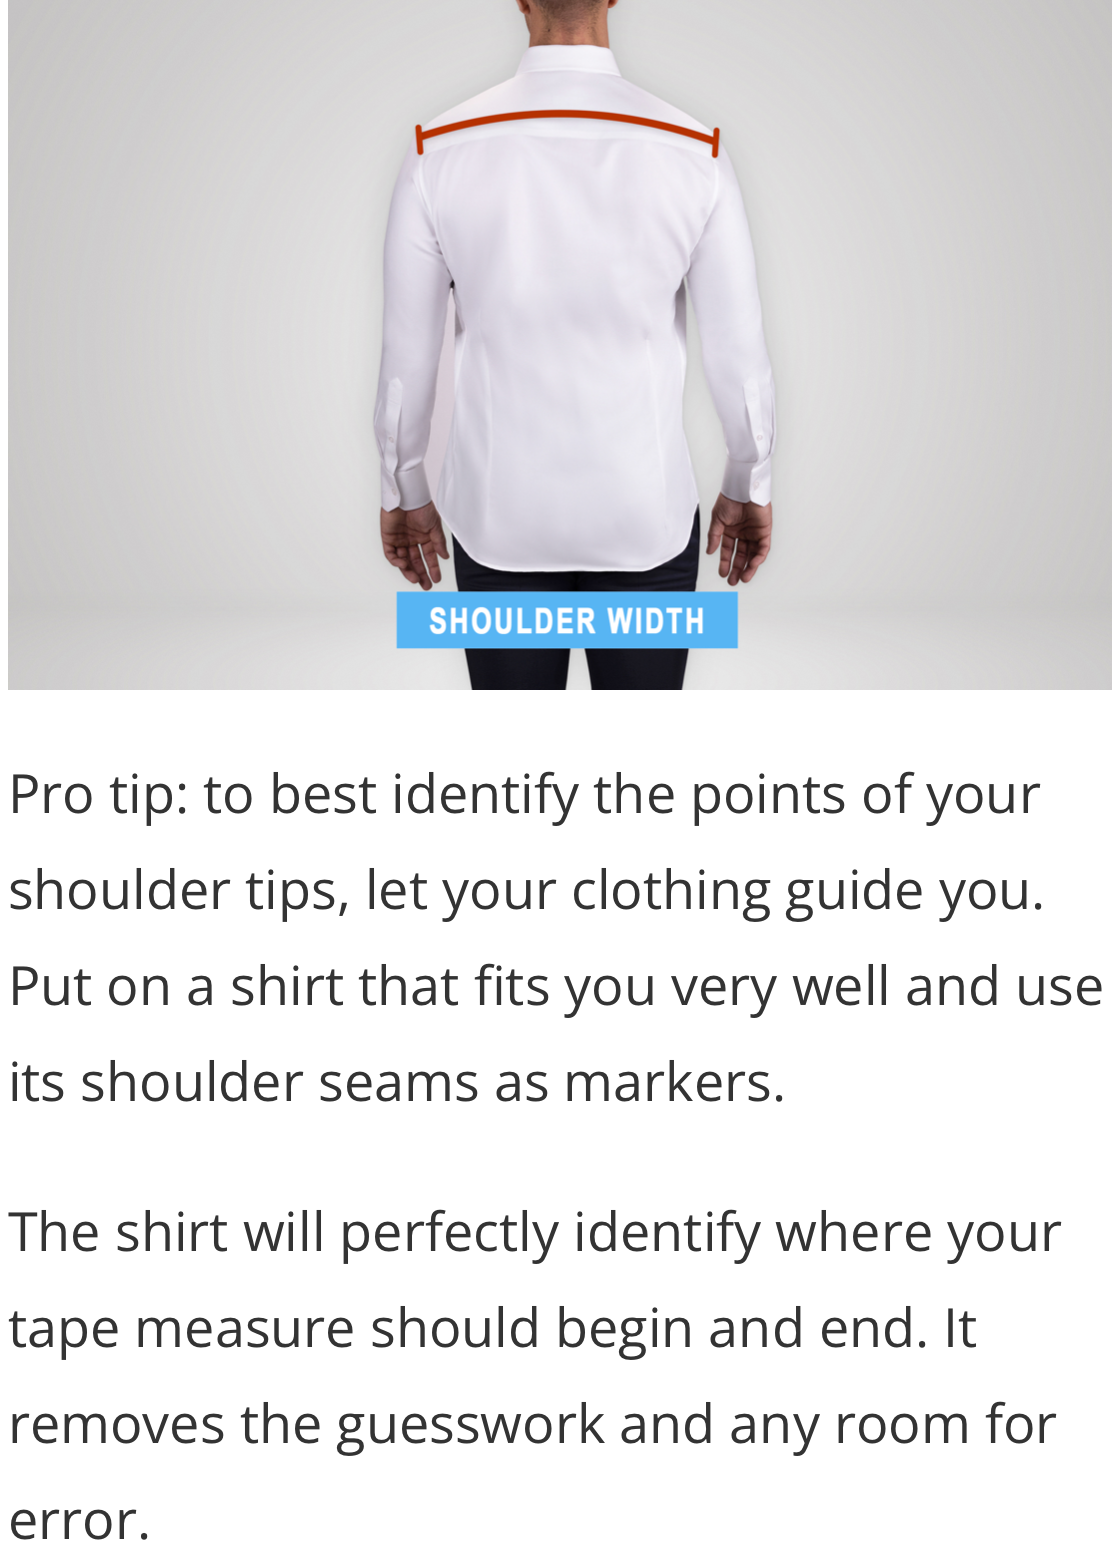 SHOULDER WIDTH
Pro tip: to best identify the points of your
shoulder tips, let your clothing guide you.
Put on a shirt that fits you very well and use
its shoulder seams as markers.
The shirt will perfectly identify where your
tape measure should begin and end. It
removes the guesswork and any room for
error.